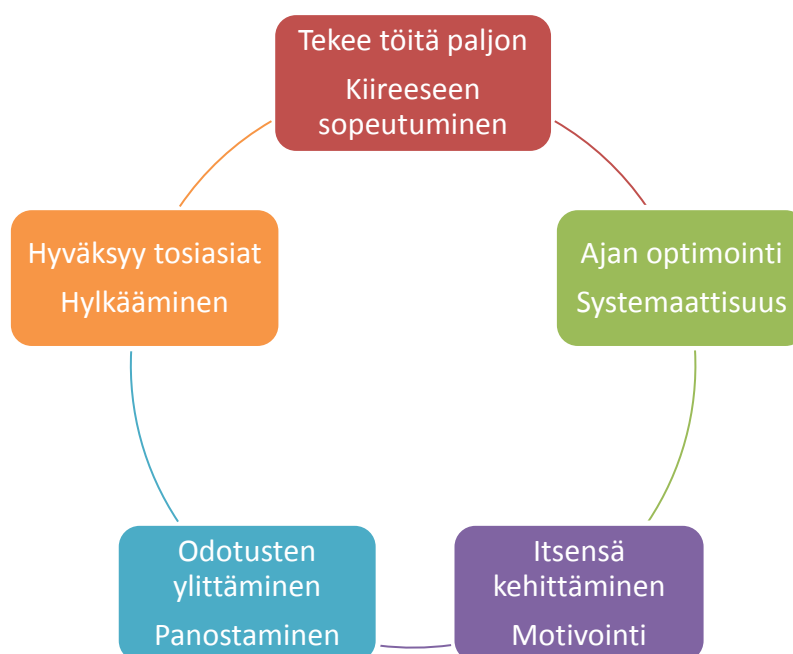 Tekee töitä paljon
Kiireeseen
sopeutuminen
Ajan optimointi
Systemaattisuus
Itsensä
kehittäminen
Motivointi
Odotusten
ylittäminen
Panostaminen
Hyväksyy tosiasiat
Hylkääminen